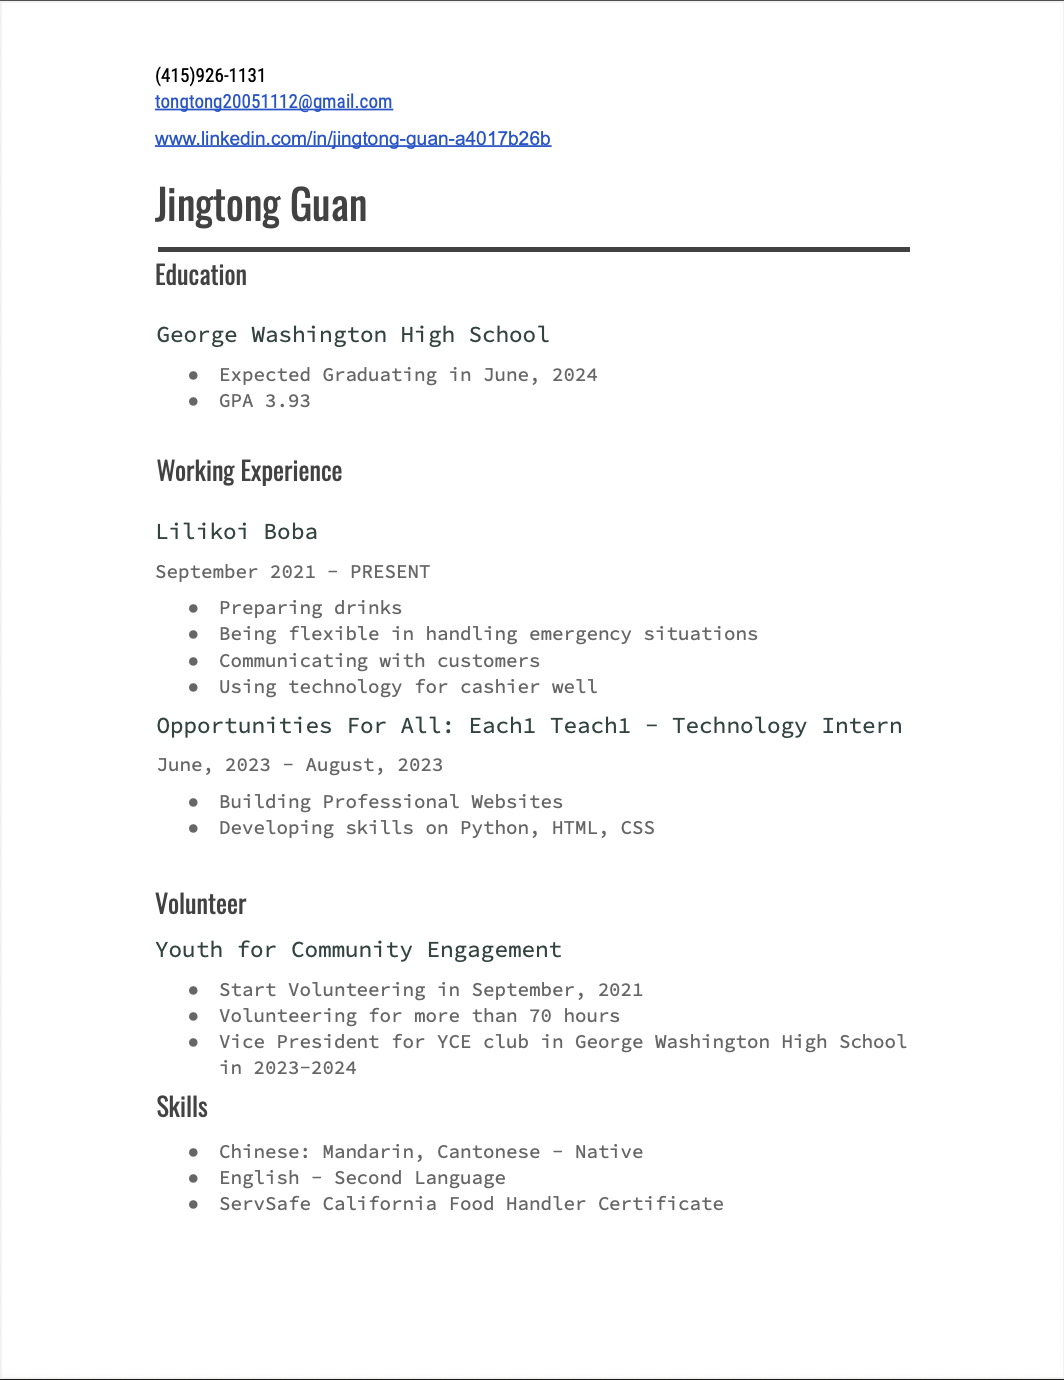 (415)926-1131
tongtong20051112@gmail.com
www.linkedin.com/in/jingtong-guan-a4017b26b
Jingtong Guan
Education
George Washington High School
● Expected Graduating in June, 2024
● GPA 3.93
Working Experience
Lilikoi Boba
September 2021 - PRESENT
● Preparing drinks
● Being flexible in handling emergency situations
● Communicating with customers
● Using technology for cashier well
Opportunities For All: Each1 Teach1 - Technology Intern
June, 2023 - August, 2023
● Building Professional Websites
● Developing skills on Python, HTML, CSS
Volunteer
Youth for Community Engagement
● Start Volunteering in September, 2021
● Volunteering for more than 70 hours
● Vice President for YCE club in George Washington High School
in 2023-2024
Skills
● Chinese: Mandarin, Cantonese - Native
● English - Second Language
● ServSafe California Food Handler Certificate